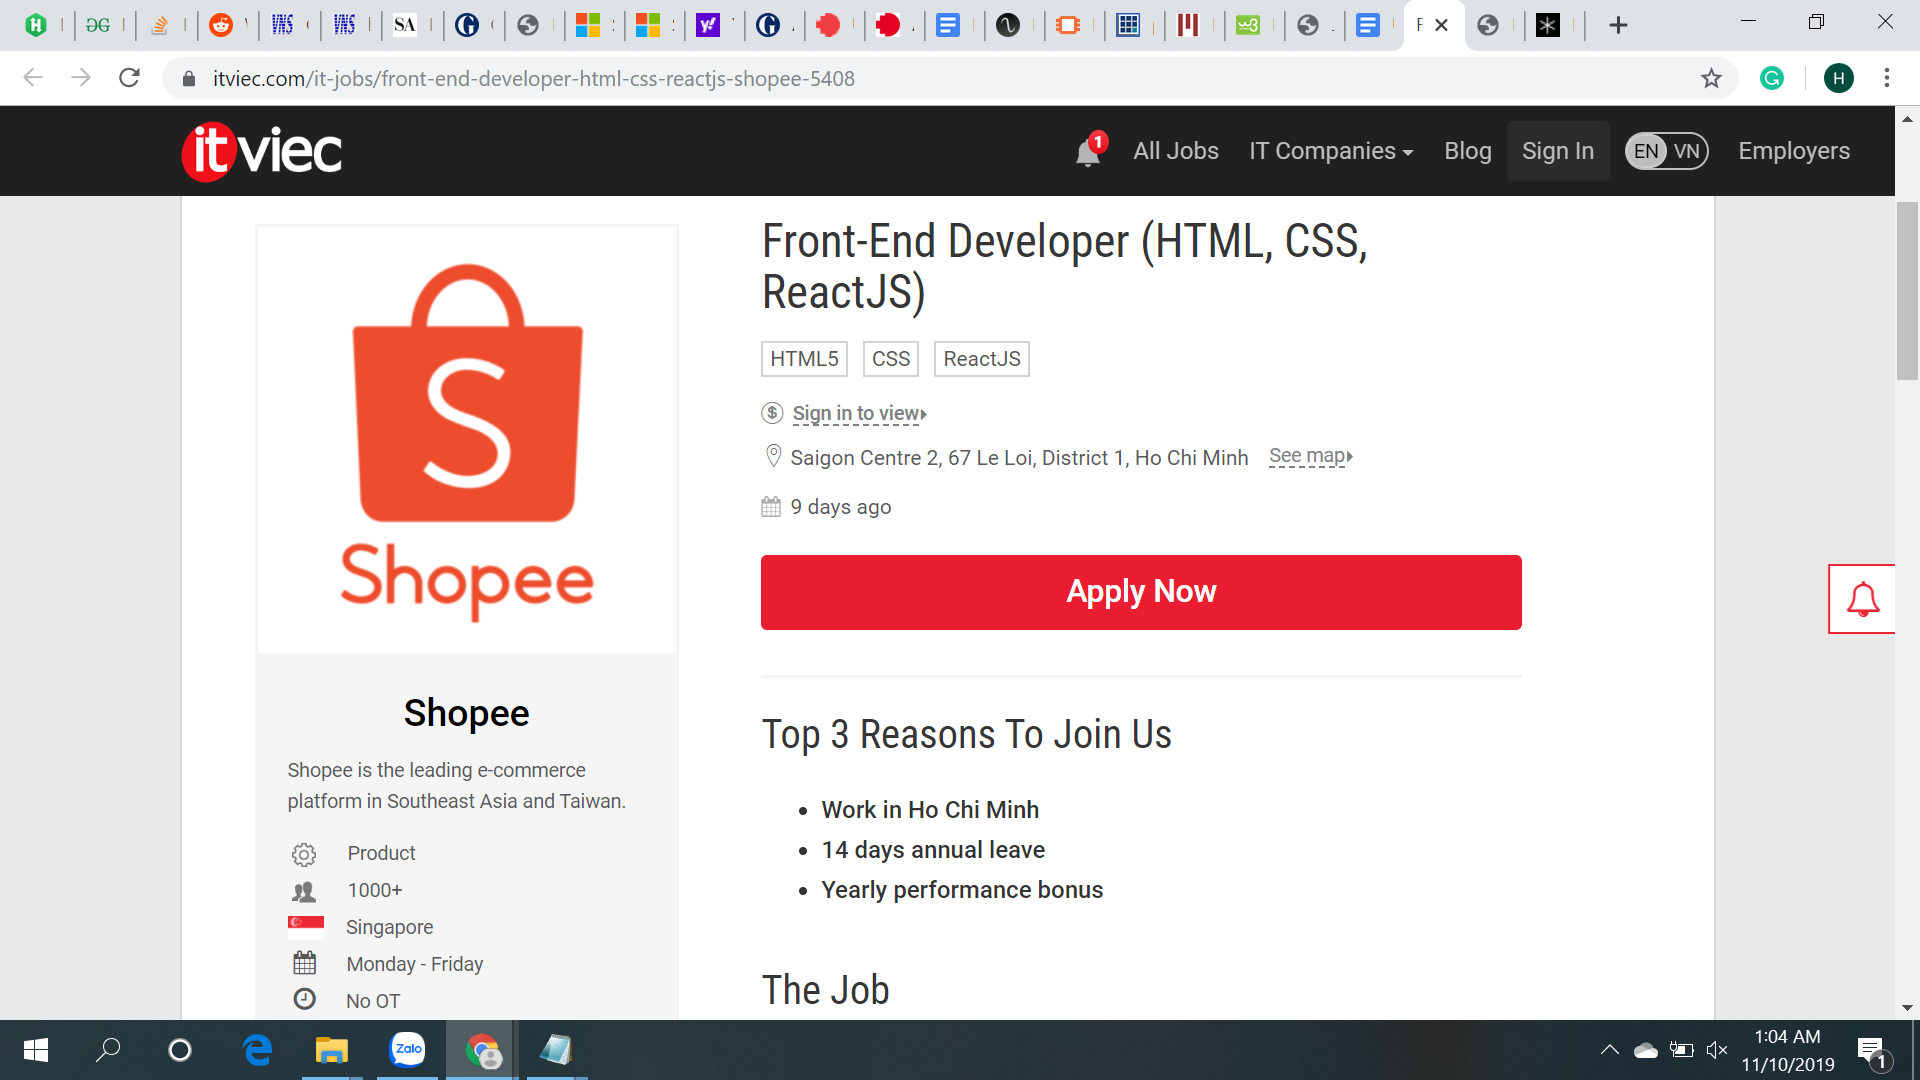 itviec.com/it-jobs/front-end-developer-html-css-reactjs-shopee-5408
H
itviec
1
All Jobs
IT Companies
Blog
Sign In
EN VN
Employers
Front-End Developer (HTML, CSS,
ReactJS)
HTML5 CSS ReactJS
$ Sign in to view
Saigon Centre 2, 67 Le Loi, District 1, Ho Chi Minh See map
9 days ago
Apply Now
S
Shopee
Shopee
Shopee is the leading e-commerce
platform in Southeast Asia and Taiwan.
Product
1000+
Singapore
Monday - Friday
No OT
Top 3 Reasons To Join Us
• Work in Ho Chi Minh
• 14 days annual leave
• Yearly performance bonus
The Job
Zalo
1:04 AM
11/10/2019
1